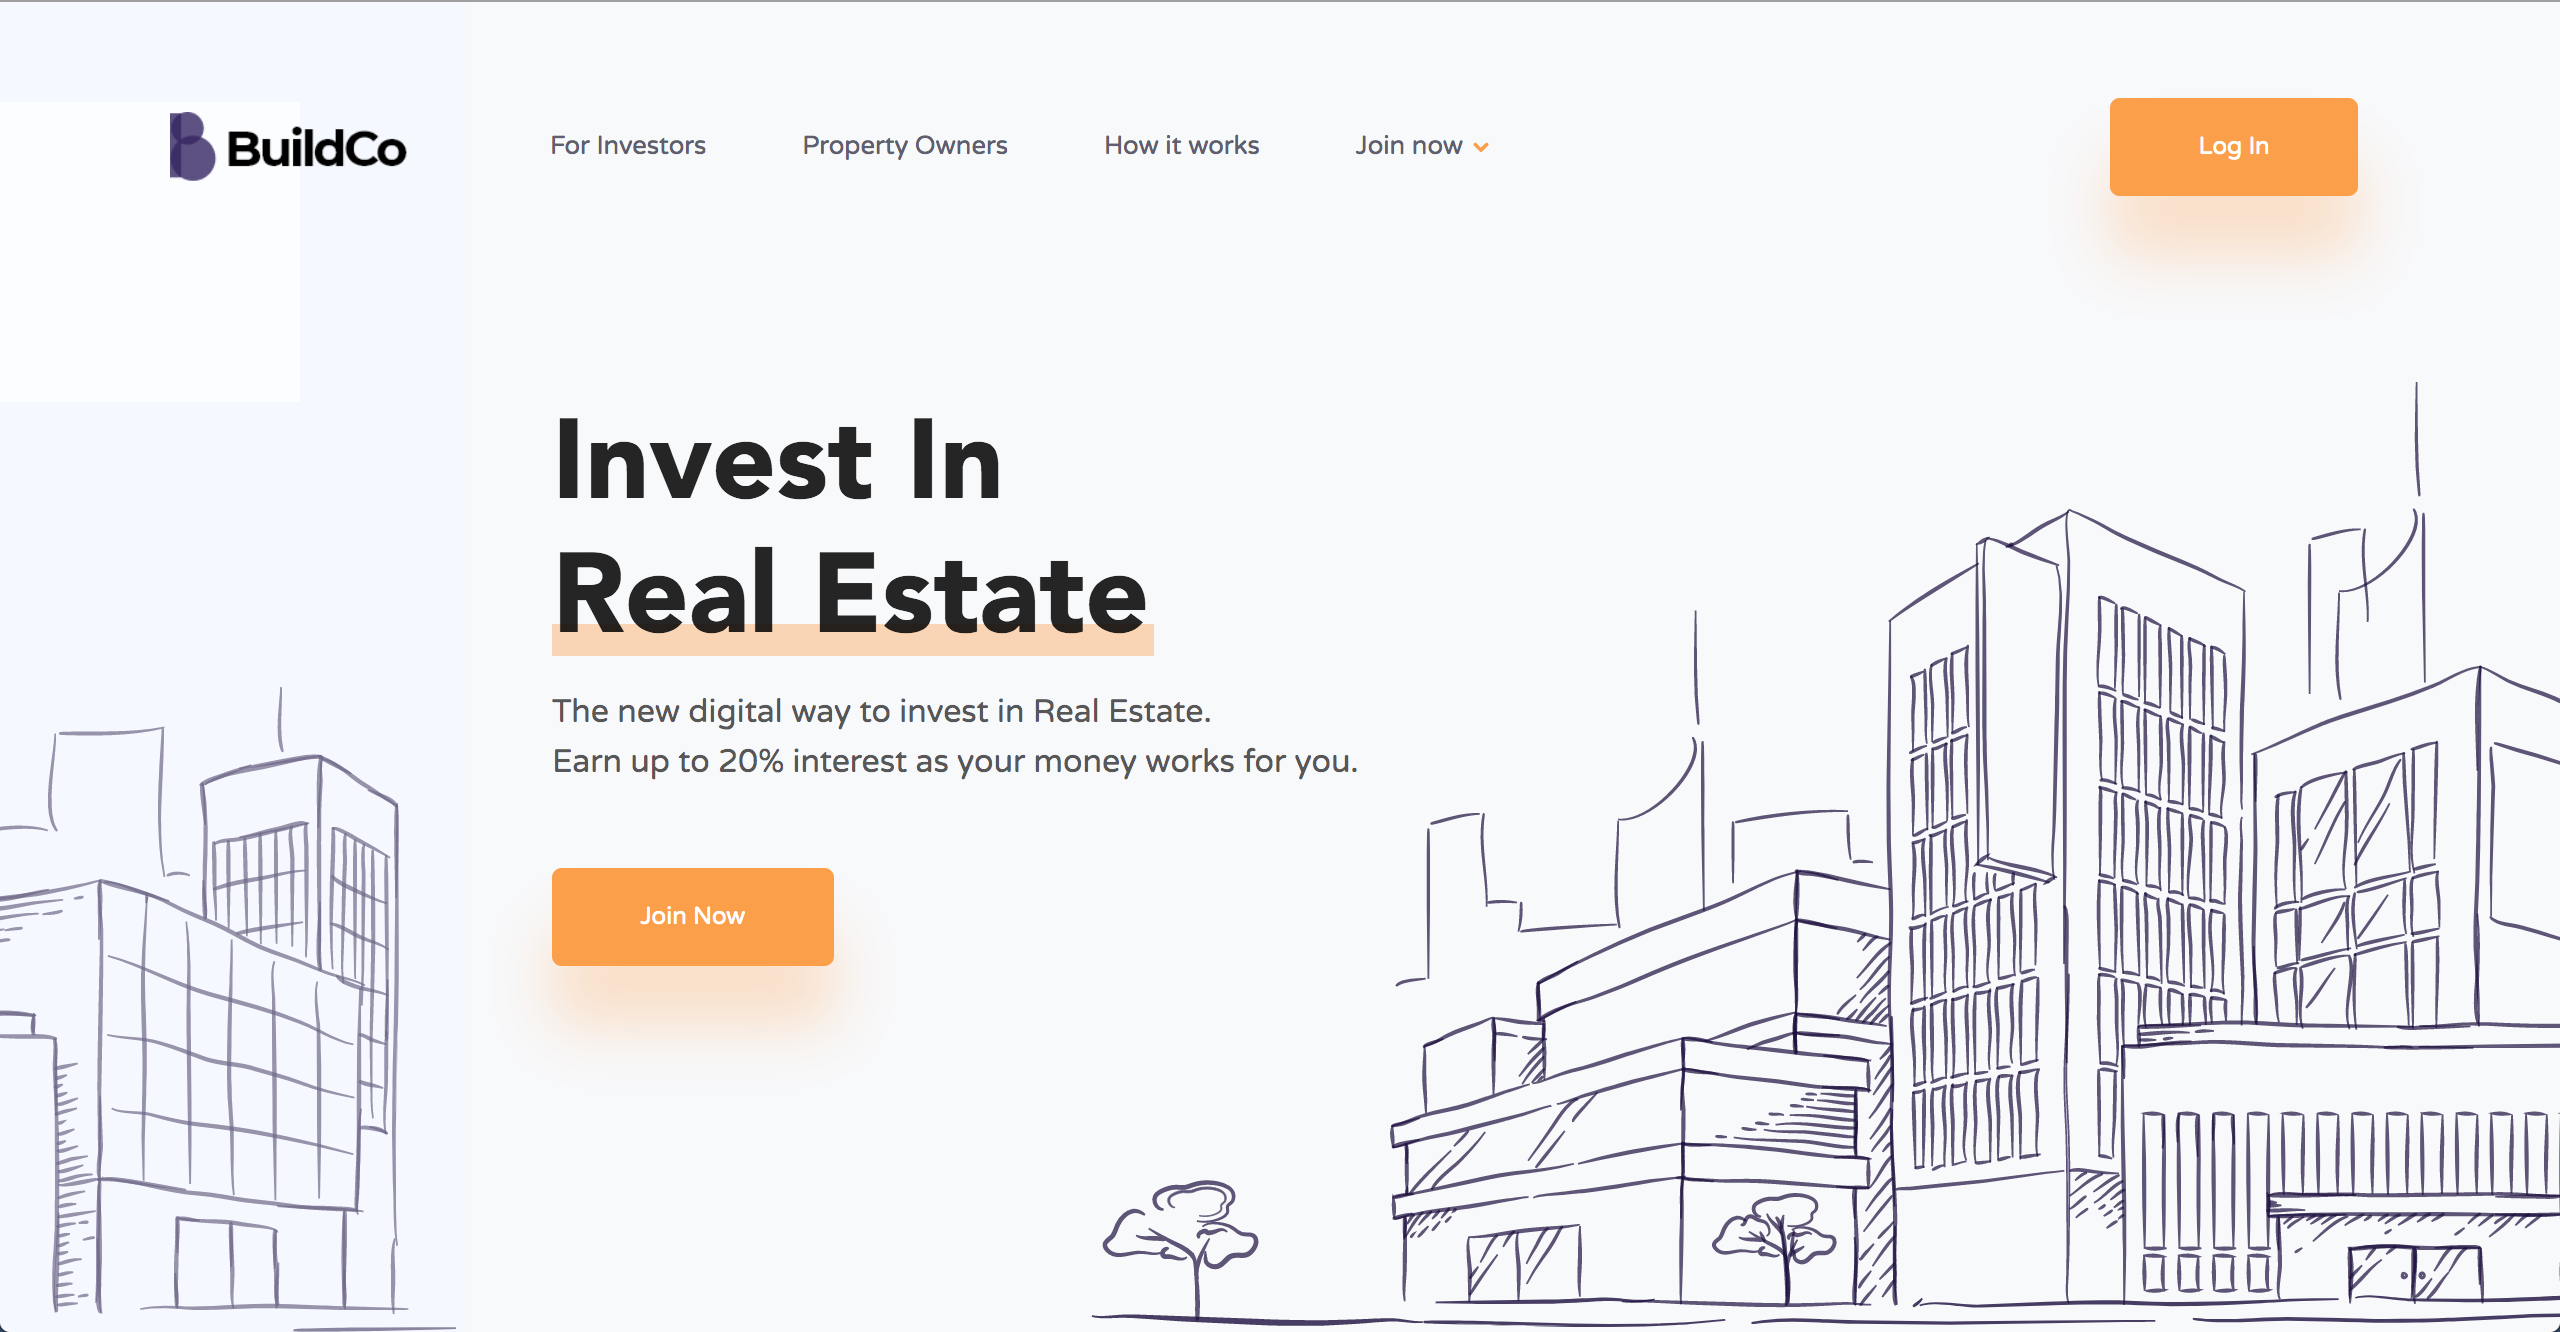 BuildCo
For Investors
Property Owners
How it works
Join now
Log In
Invest In
Real Estate
The new digital way to invest in Real Estate.
Earn up to 20% interest as your money works for you.
Join Now